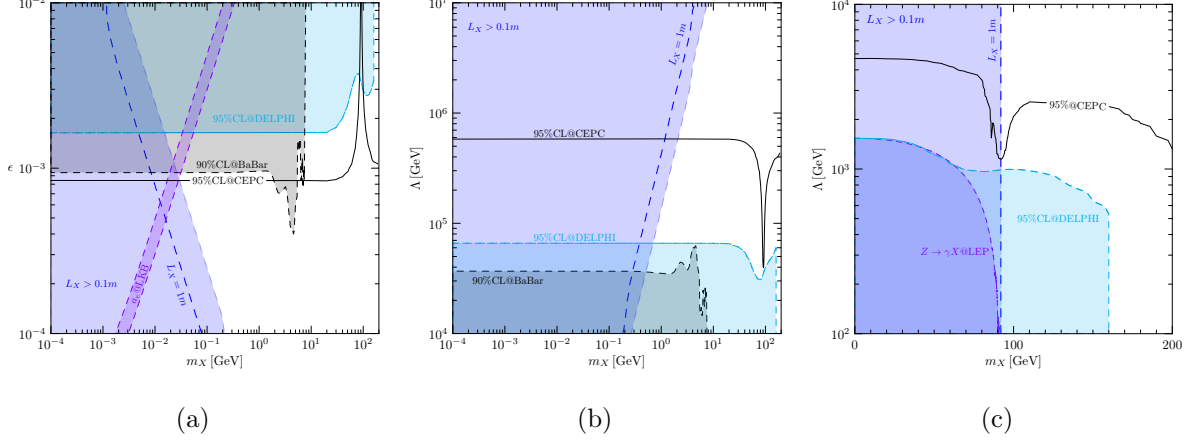 10⁻²
10⁻³
10⁻⁴
ϵ
L_X > 0.1m
L_X = 1m
a_e@LKB
95%CL@DELPHI
90%CL@BaBar
95%CL@CEPC
10⁻⁴ 10⁻³ 10⁻² 10⁻¹ 10⁰ 10¹ 10²
m_X [GeV]
(a)
10⁷
10⁶
10⁵
10⁴
Λ [GeV]
L_X > 0.1m
L_X = 1m
95%CL@CEPC
95%CL@DELPHI
90%CL@BaBar
10⁻⁴ 10⁻³ 10⁻² 10⁻¹ 10⁰ 10¹ 10²
m_X [GeV]
(b)
10⁵
10⁴
10³
10²
Λ [GeV]
L_X > 0.1m
L_X = 1m
95%@CEPC
95%CL@DELPHI
Z → γX@LEP
0 100 200
m_X [GeV]
(c)